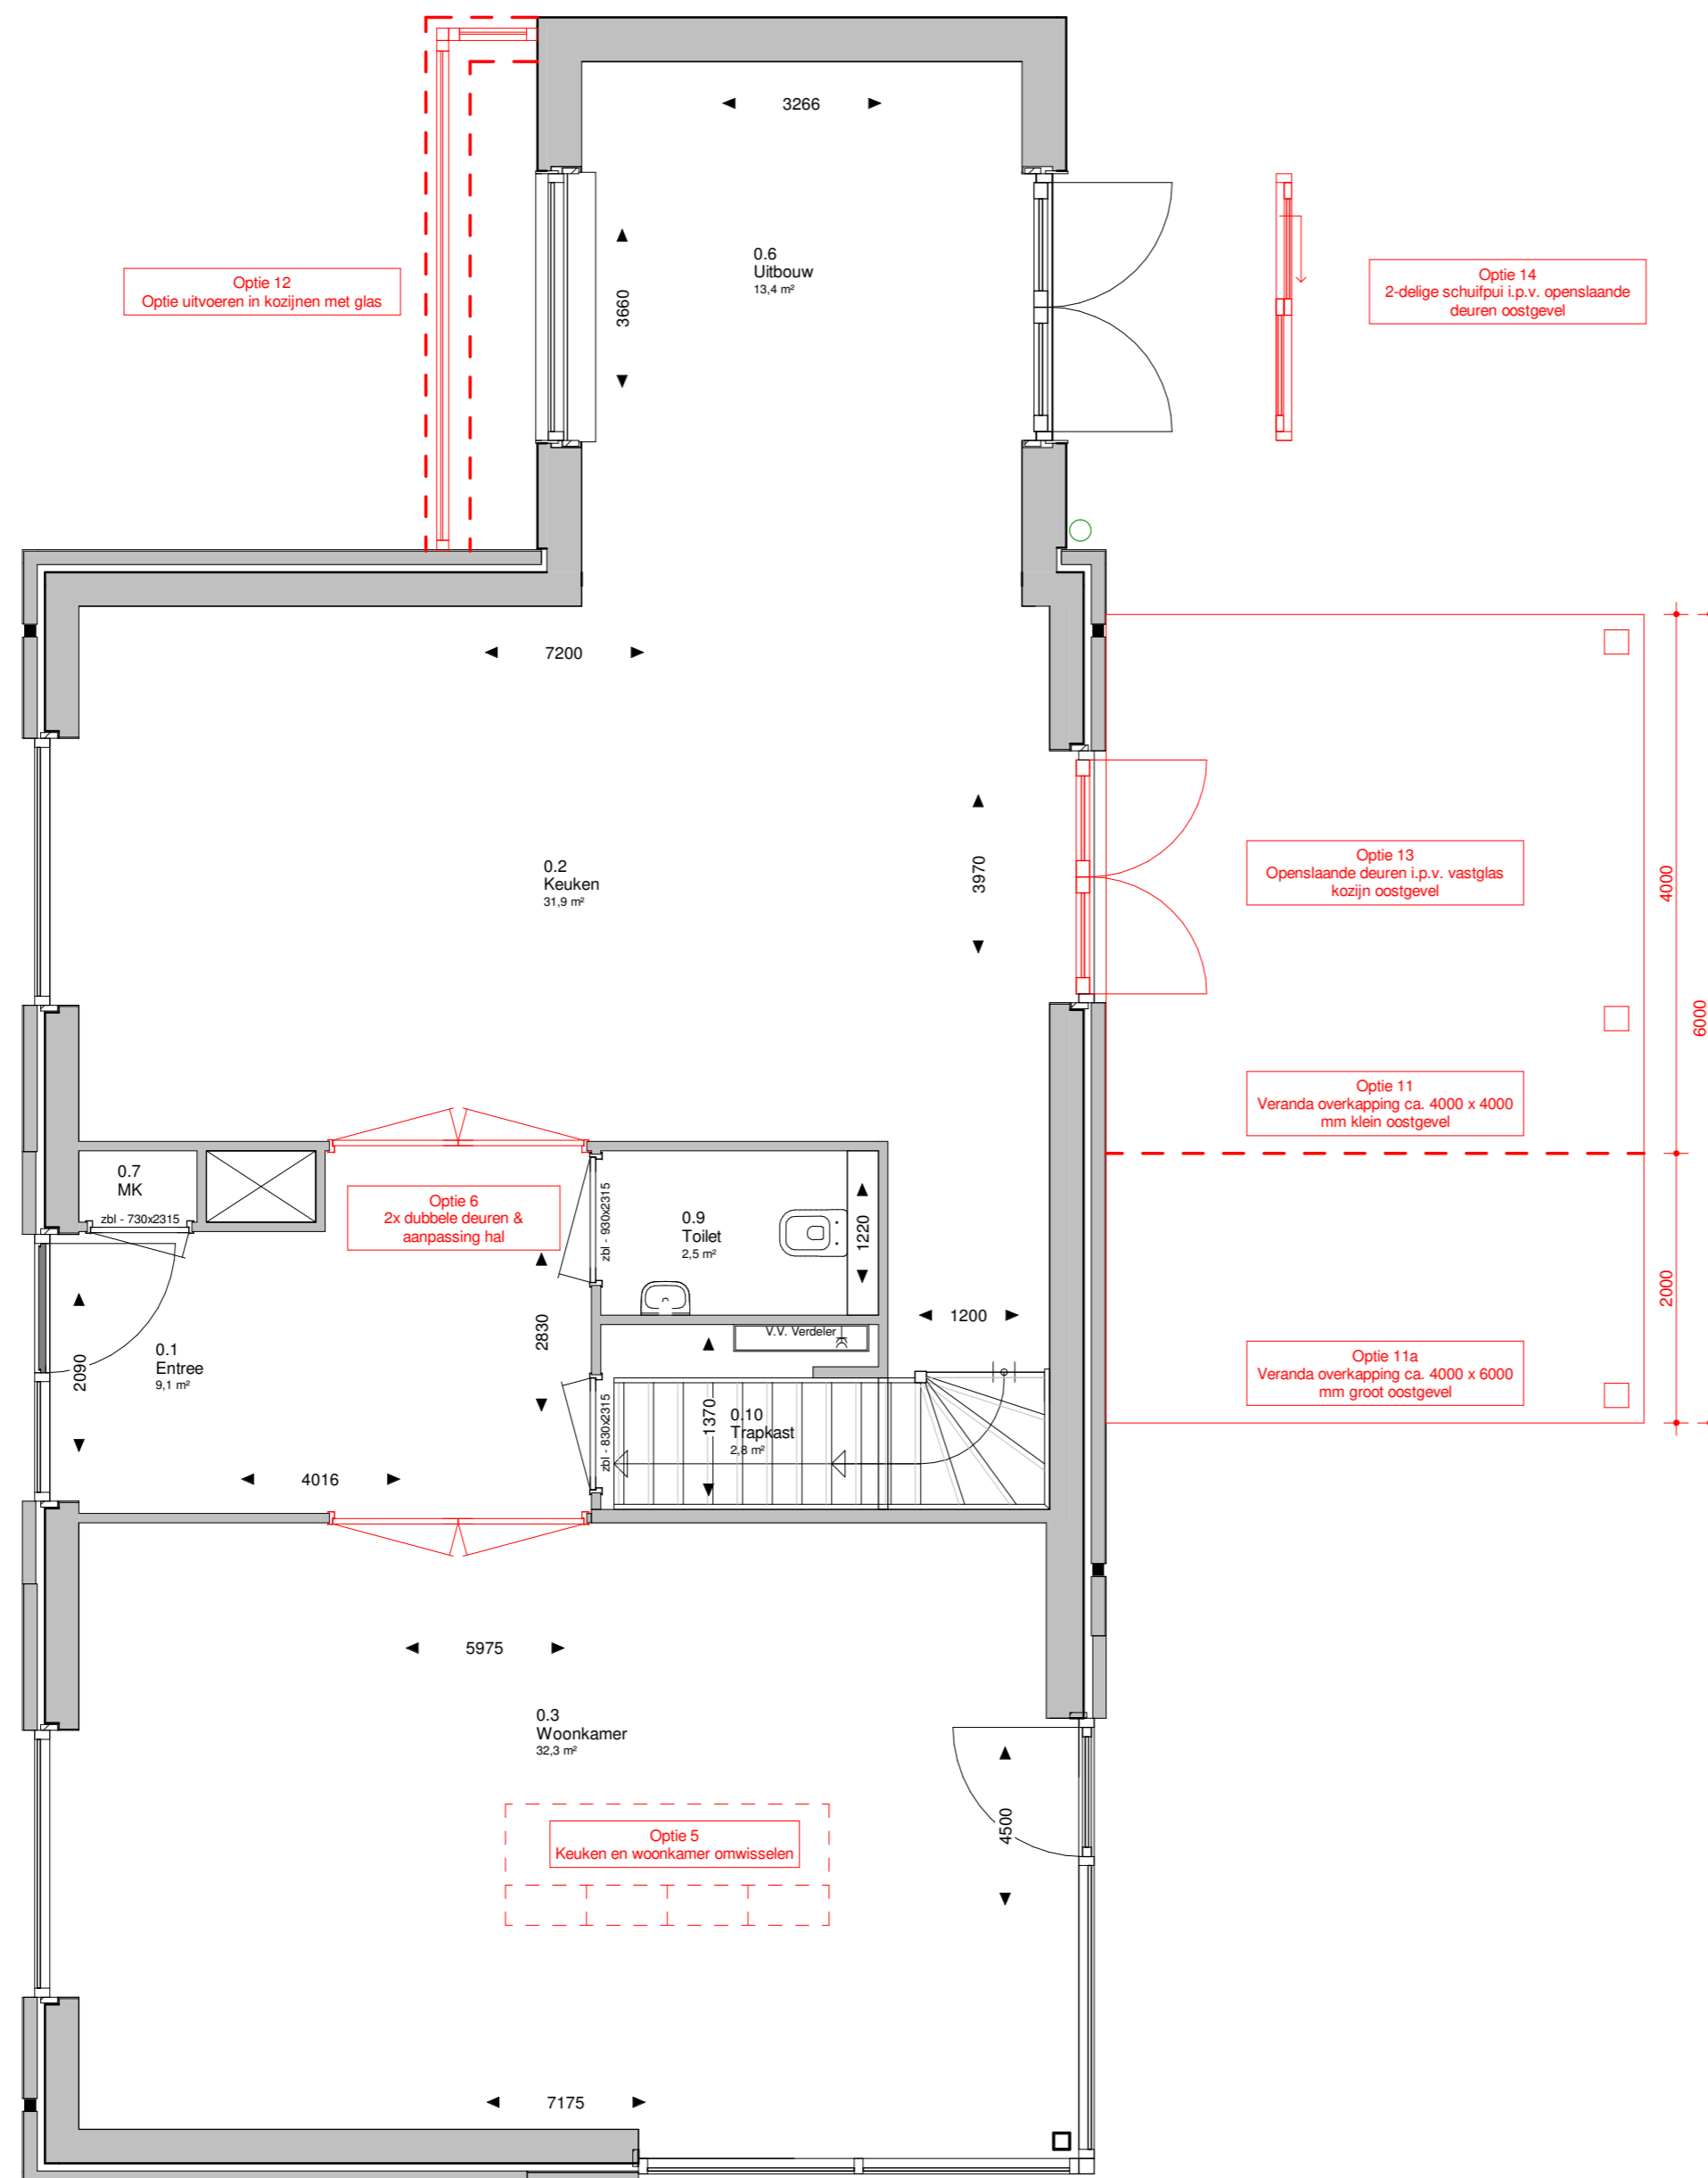 3266
0.6
Uitbouw
13,4 m²
3660
Optie 12
Optie uitvoeren in kozijnen met glas
Optie 14
2-delige schuifpui i.p.v. openslaande
deuren oostgevel
7200
0.2
Keuken
31,9 m²
3970
Optie 13
Openslaande deuren i.p.v. vastglas
kozijn oostgevel
4000
6000
Optie 11
Veranda overkapping ca. 4000 x 4000
mm klein oostgevel
0.7
MK
zbl - 730x2315
Optie 6
2x dubbele deuren &
aanpassing hal
zbl - 930x2315
0.9
Toilet
2,5 m²
1220
2830
1200
V.V. Verdeler
2000
2090
0.1
Entree
9,1 m²
Optie 11a
Veranda overkapping ca. 4000 x 6000
mm groot oostgevel
zbl - 830x2315
1370
0.10
Trapkast
2,8 m²
4016
5975
0.3
Woonkamer
32,3 m²
4500
Optie 5
Keuken en woonkamer omwisselen
7175